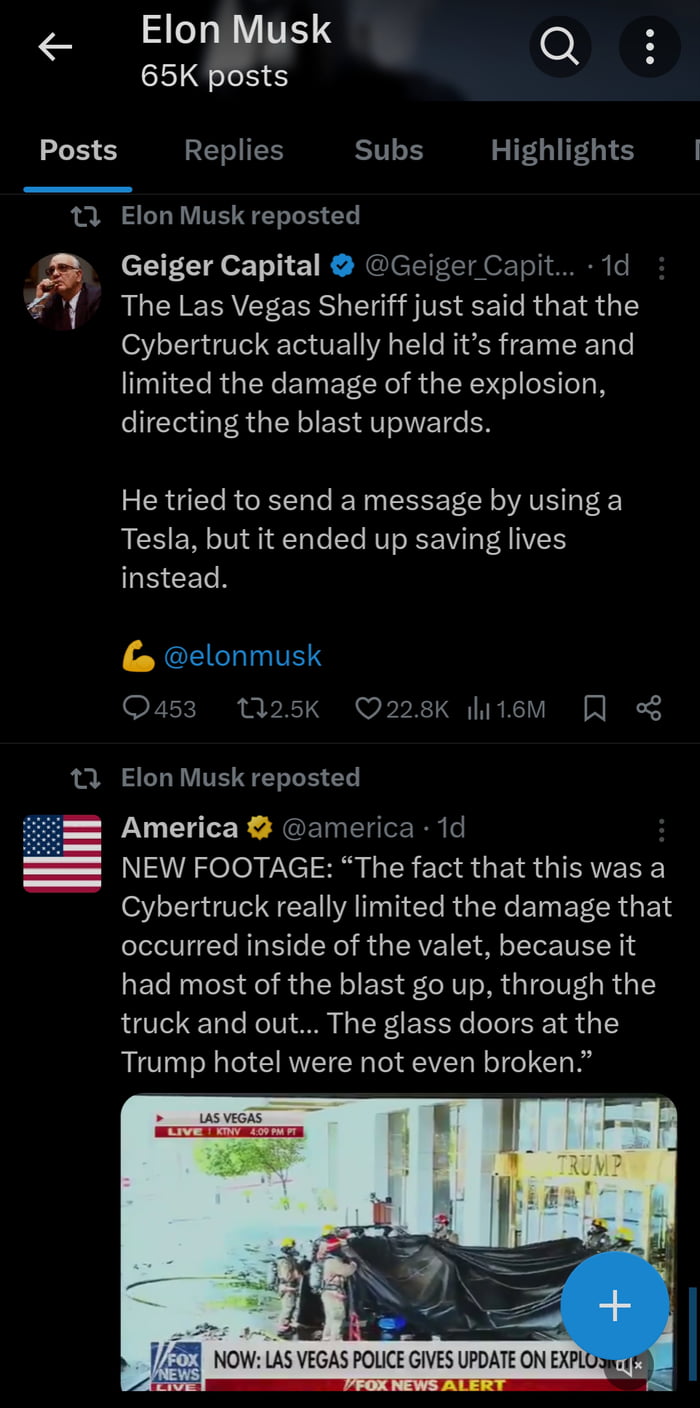 Elon Musk
65K posts
Posts Replies Subs Highlights
Elon Musk reposted
Geiger Capital @Geiger_Capit... · 1d
The Las Vegas Sheriff just said that the
Cybertruck actually held it’s frame and
limited the damage of the explosion,
directing the blast upwards.
He tried to send a message by using a
Tesla, but it ended up saving lives
instead.
💪 @elonmusk
453 2.5K 22.8K 1.6M
Elon Musk reposted
America @america · 1d
NEW FOOTAGE: “The fact that this was a
Cybertruck really limited the damage that
occurred inside of the valet, because it
had most of the blast go up, through the
truck and out... The glass doors at the
Trump hotel were not even broken.”
LAS VEGAS
LIVE KTNV 4:09 PM PT
TRUMP
FOX
NEWS
LIVE
NOW: LAS VEGAS POLICE GIVES UPDATE ON
FOX NEWS ALERT